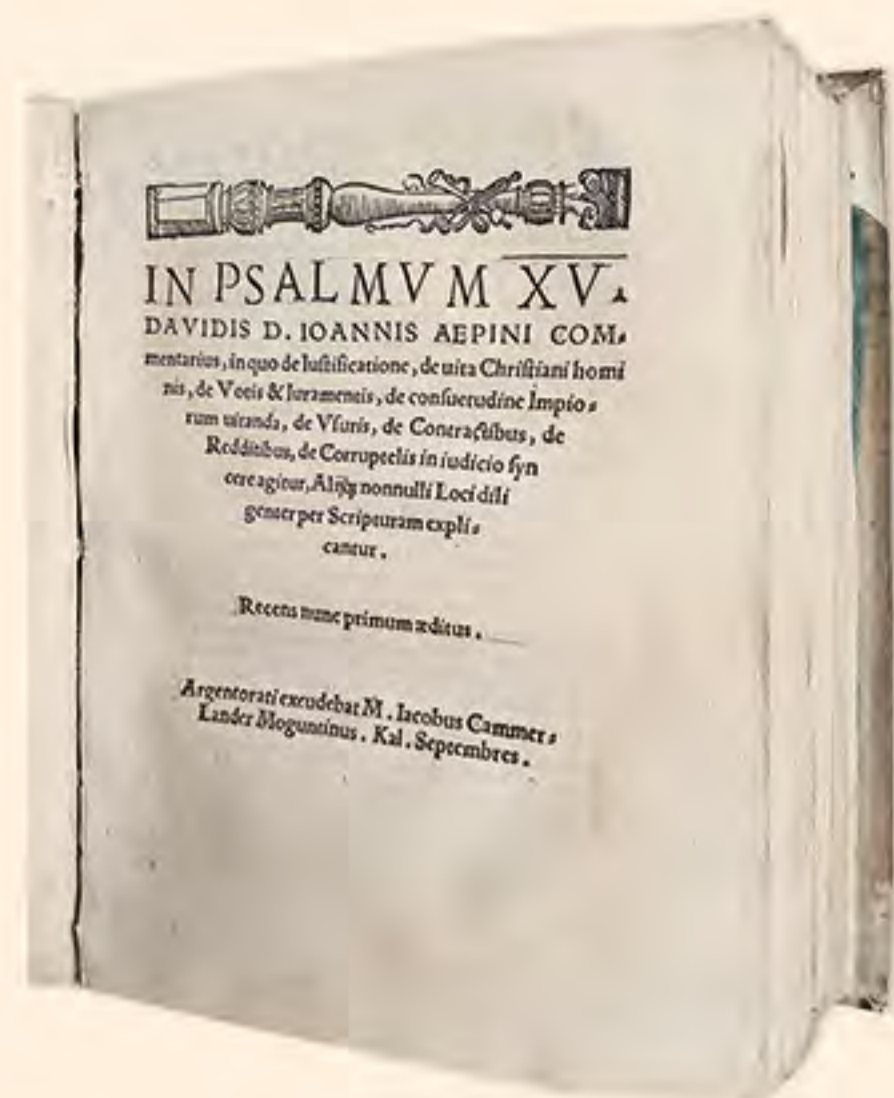 IN PSALMVM XV.
DAVIDIS D. IOANNIS AEPINI COM⸗
mentarius, in quo de Iuſtificatione, de uita Chriſtiani homi
nis, de Votis & Iuramentis, de conſuetudine Impio⸗
rum uitanda, de Vſuris, de Contractibus, de
Redditibus, de Corruptelis in iudicio ſyn
cere agitur, Alijq; nonnulli Loci dili
genter per Scripturam expli⸗
cantur.
Recens nunc primum æditus.
Argentorati excudebat M. Iacobus Cammer⸗
Lander Moguntinus. Kal. Septembres.